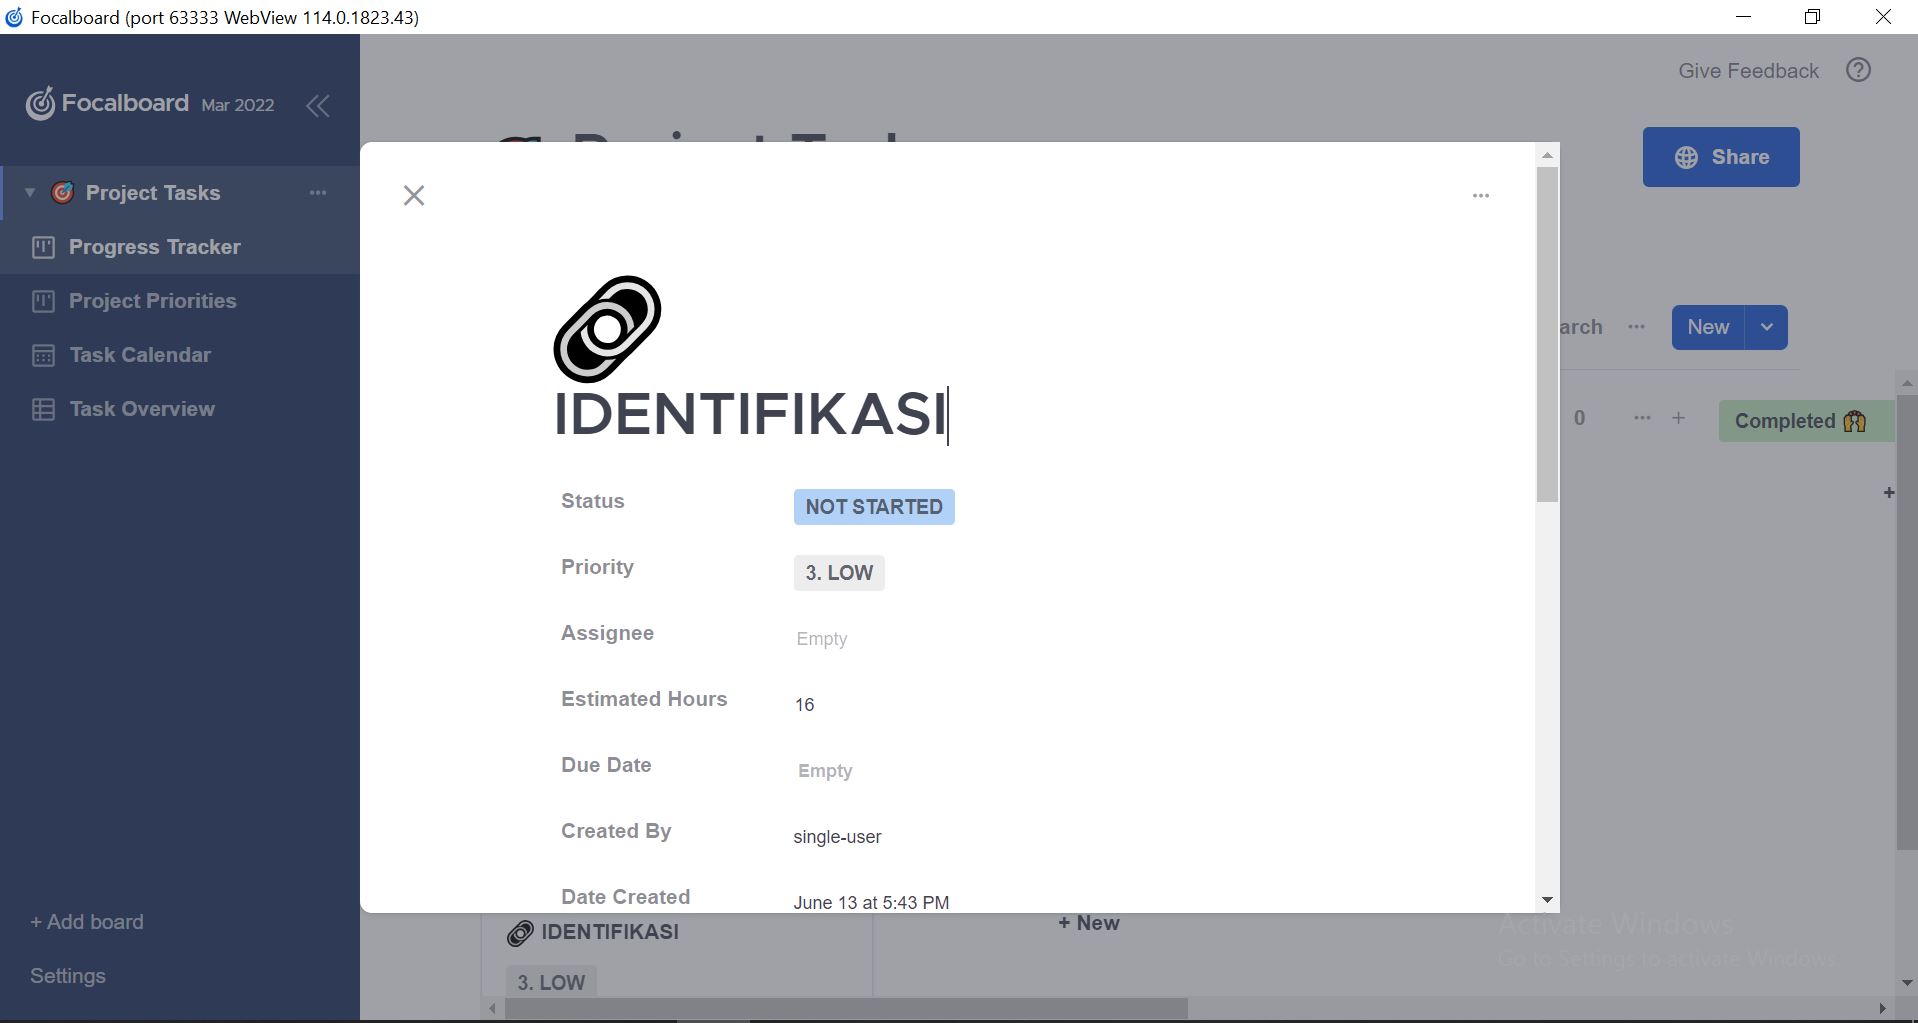 Focalboard (port 63333 WebView 114.0.1823.43)
Give Feedback
Focalboard Mar 2022
Share
Project Tasks
Progress Tracker
Project Priorities
Task Calendar
Task Overview
arch
New
0
Completed
IDENTIFIKASI
Status NOT STARTED
Priority 3. LOW
Assignee Empty
Estimated Hours 16
Due Date Empty
Created By single-user
Date Created June 13 at 5:43 PM
+ Add board
Settings
IDENTIFIKASI
3. LOW
+ New
Activate Windows
Go to Settings to activate Windows.